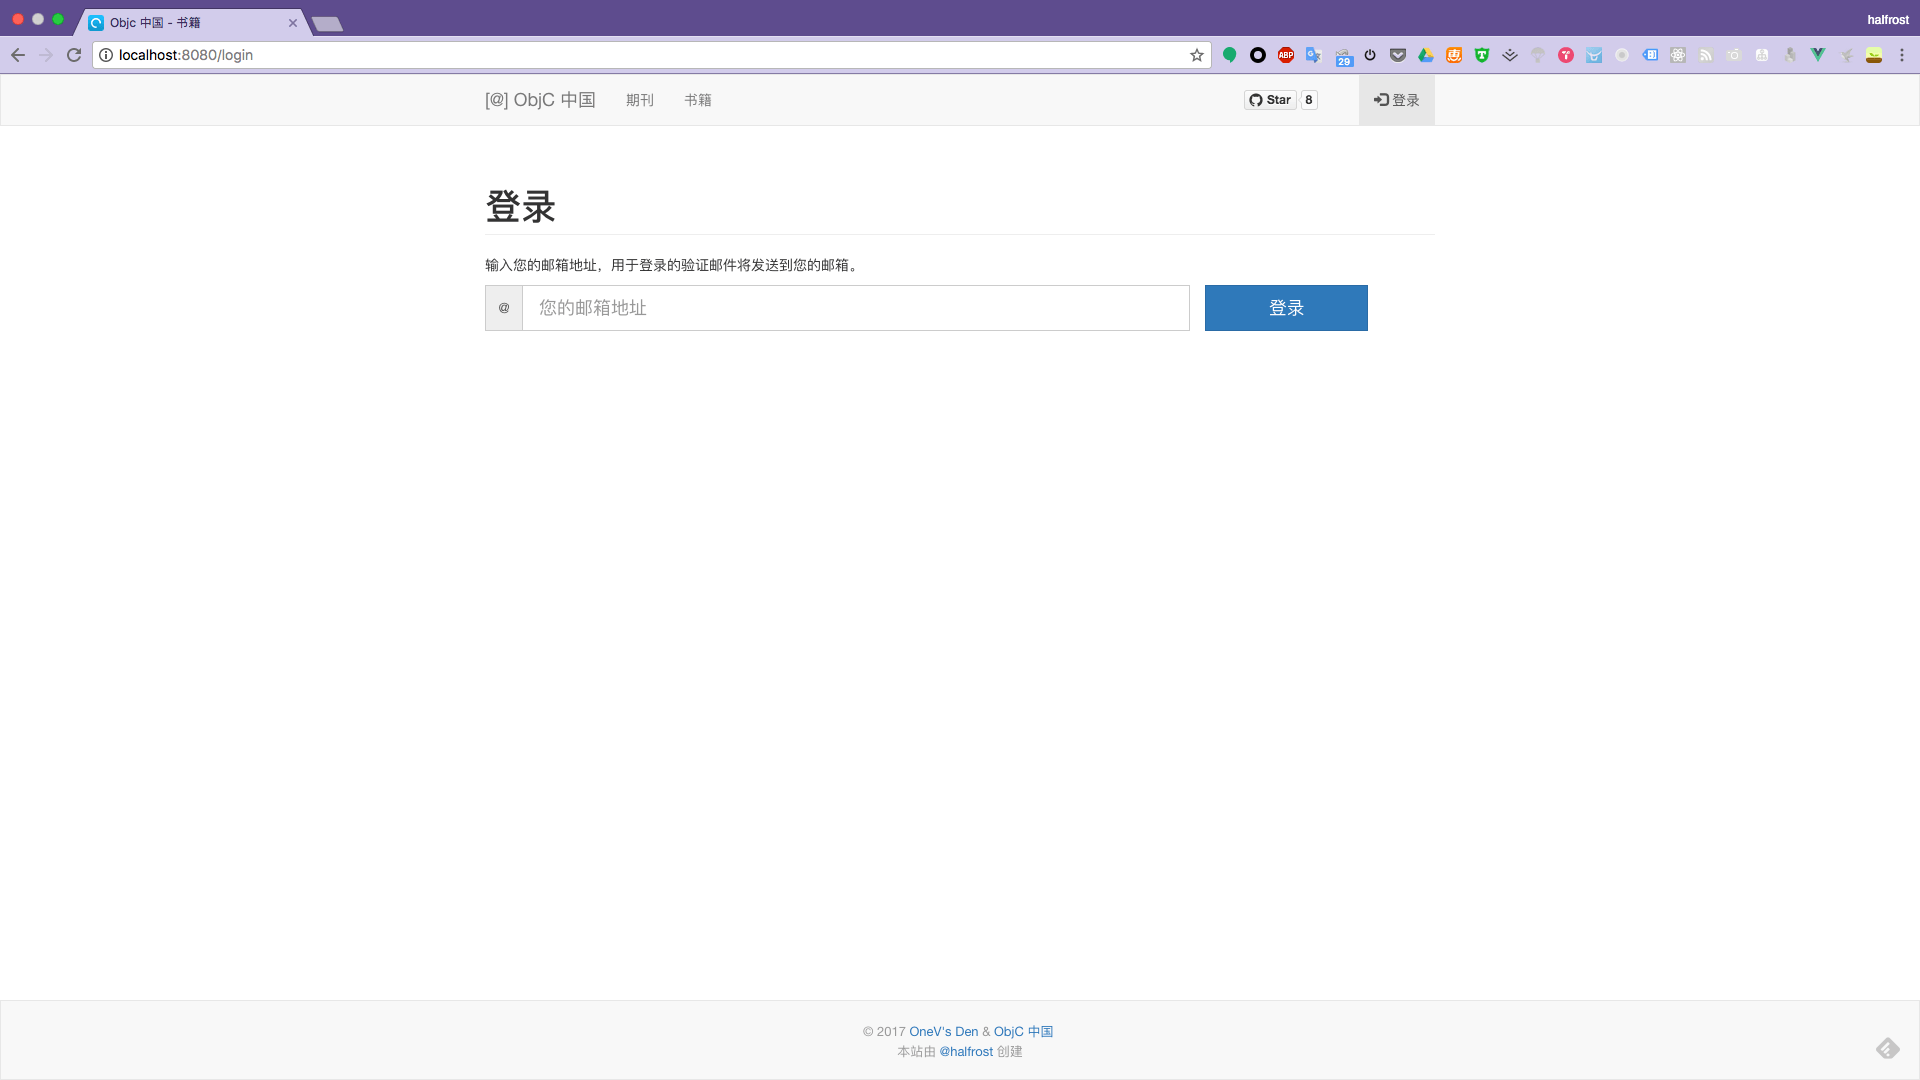 Objc 中国 - 书籍
halfrost
localhost:8080/login
ABP
29
[@] ObjC 中国 期刊 书籍 Star 8 登录
登录
输入您的邮箱地址，用于登录的验证邮件将发送到您的邮箱。
@ 您的邮箱地址 登录
© 2017 OneV's Den & ObjC 中国
本站由 @halfrost 创建